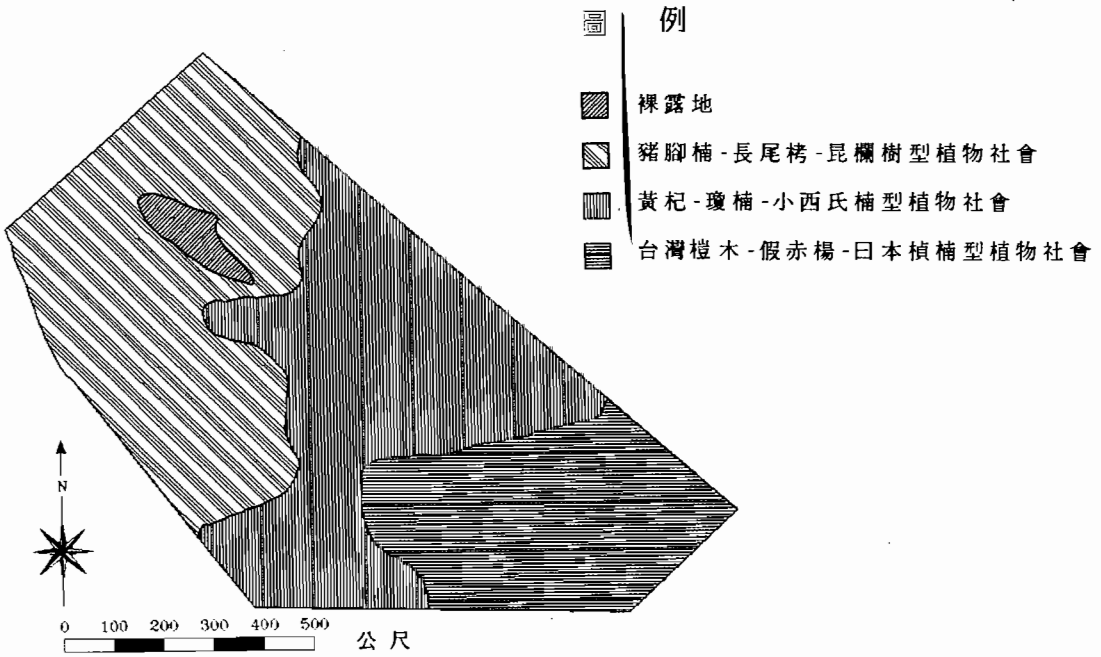 圖 例
裸露地
豬腳楠-長尾栲-昆欄樹型植物社會
黃杞-瓊楠-小西氏楠型植物社會
台灣榿木-假赤楊-日本楨楠型植物社會
N
0 100 200 300 400 500
公尺